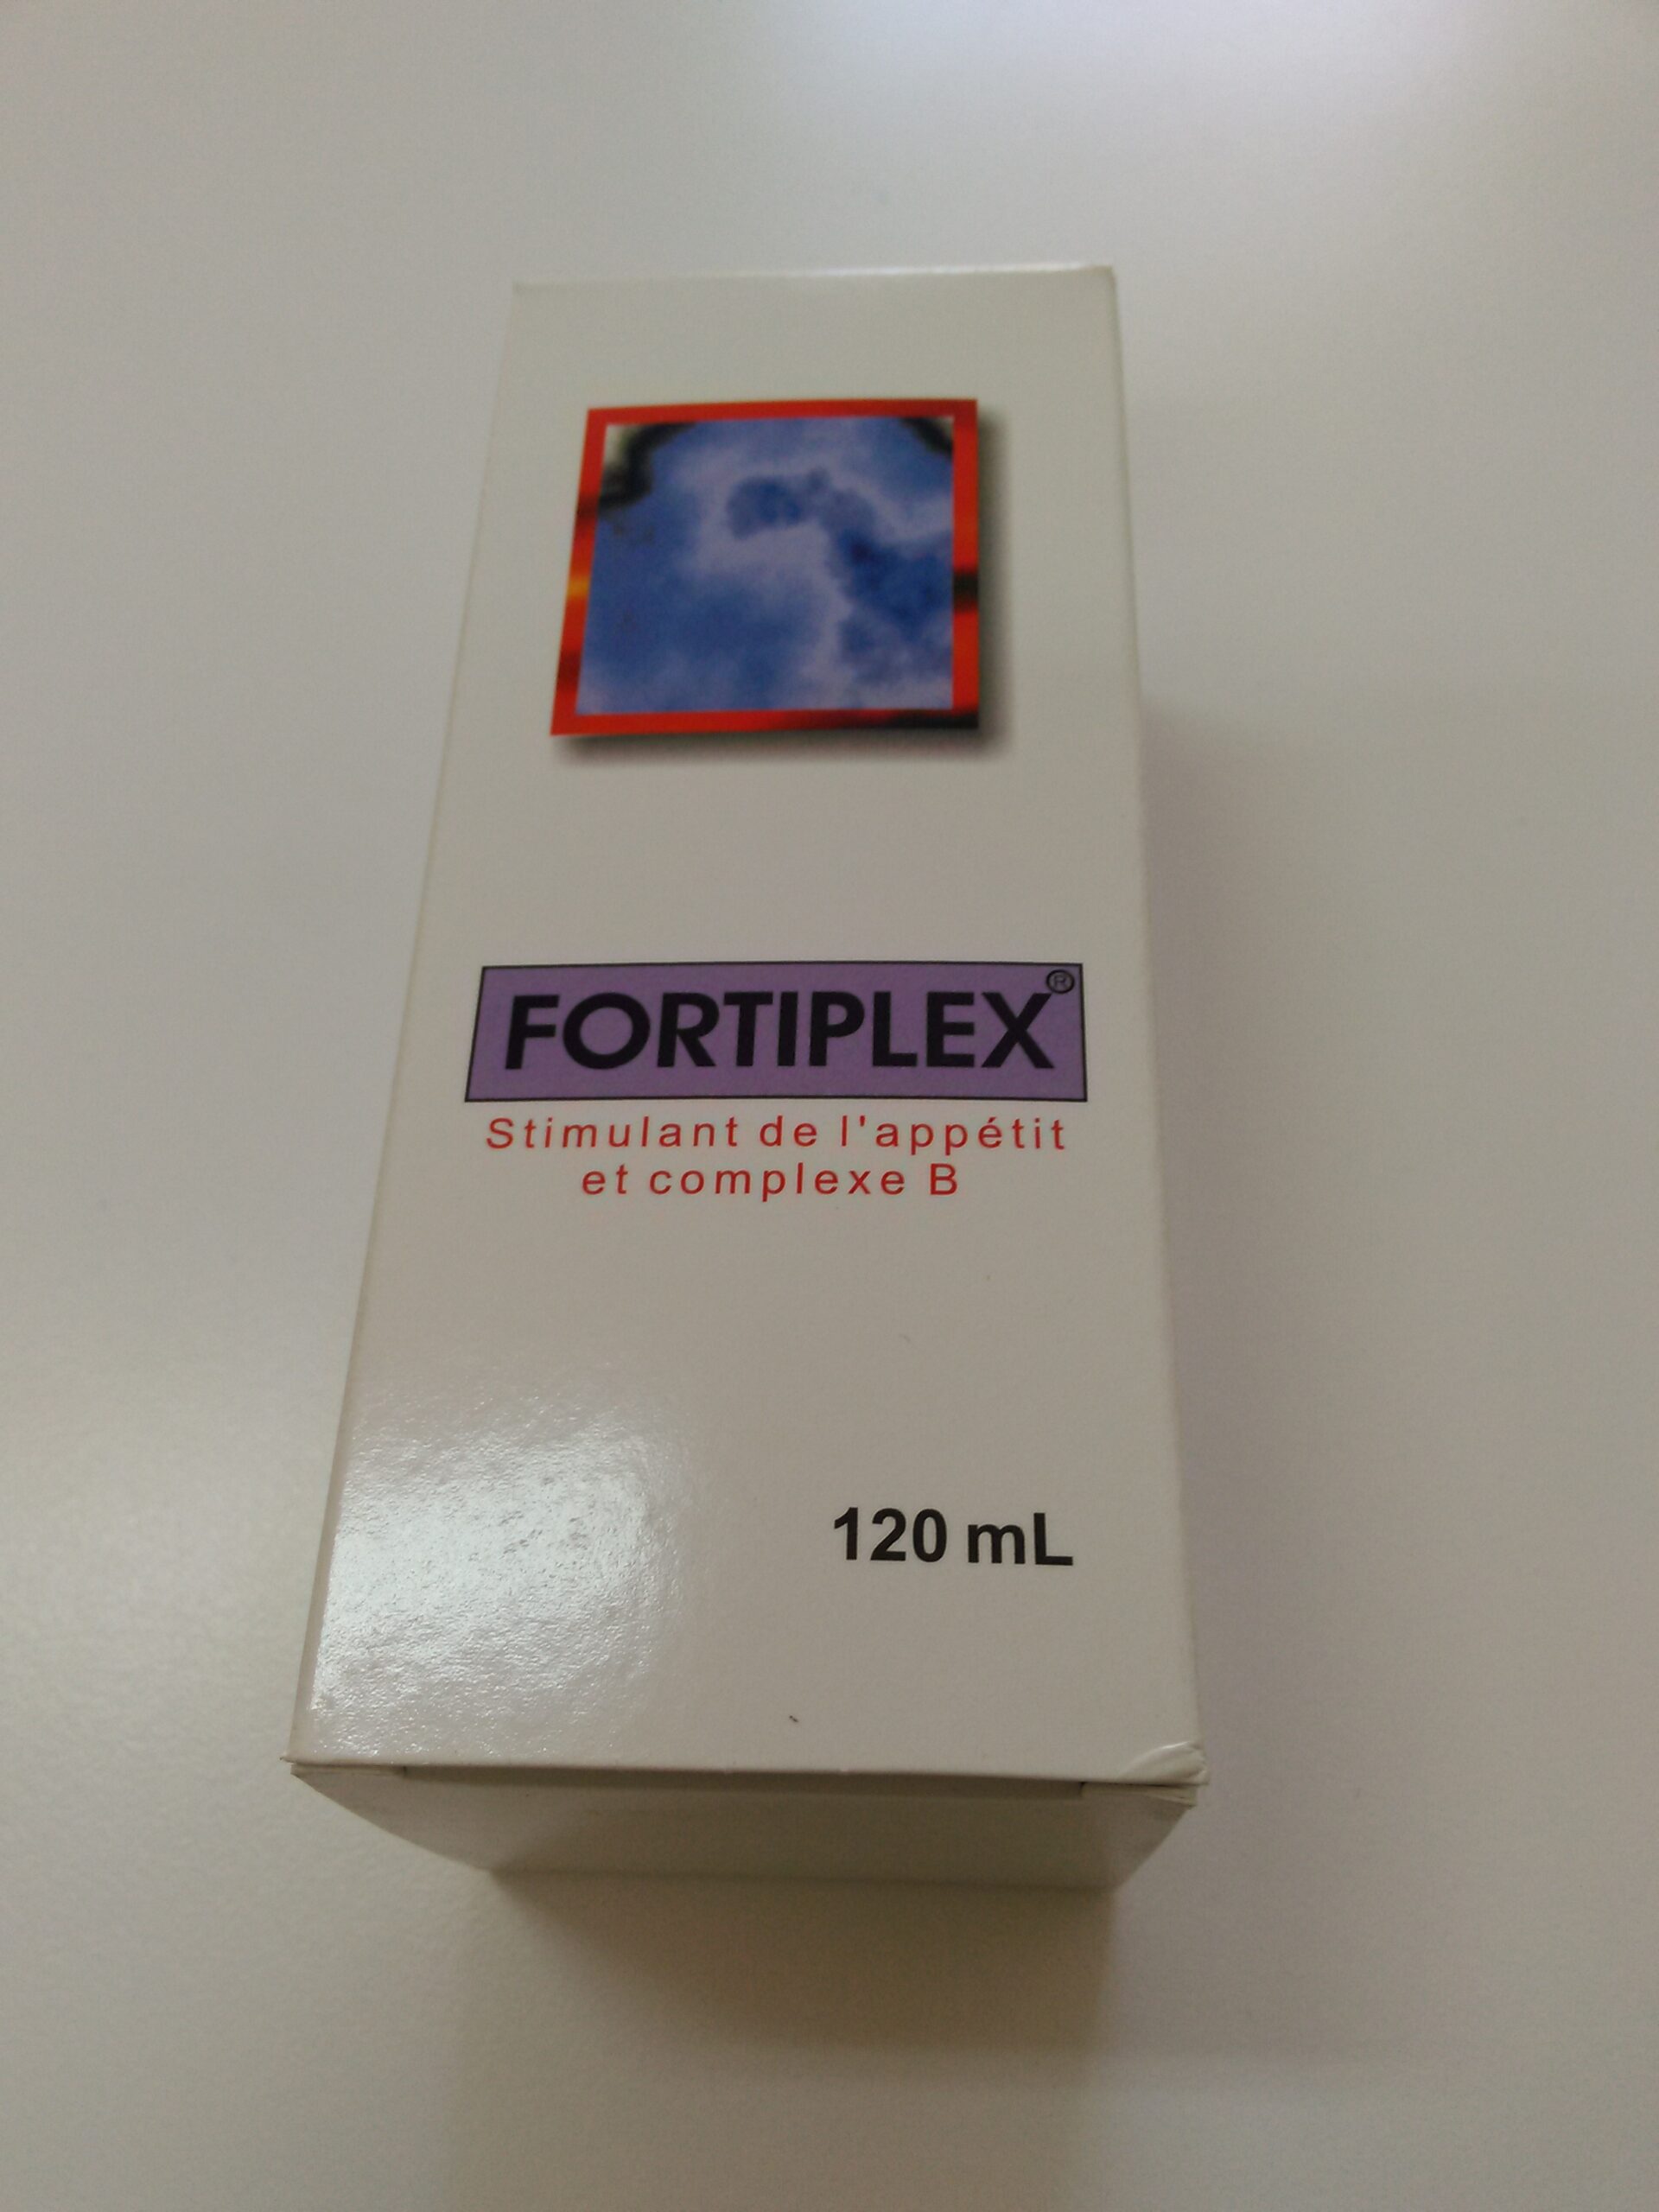 FORTIPLEX®
Stimulant de l'appétit
et complexe B
120 mL